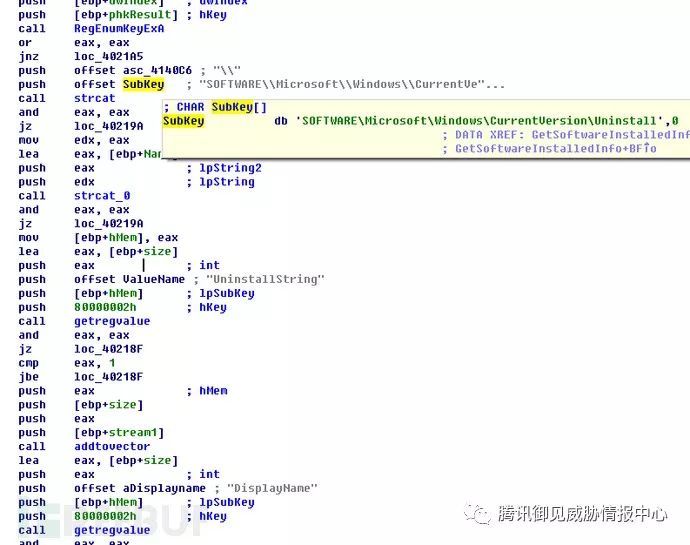 push    [ebp+dwIndex]   ; dwIndex
push    [ebp+phkResult] ; hKey
call    RegEnumKeyExA
or      eax, eax
jnz     loc_4021A5
push    offset asc_4140C6 ; "\\"
push    offset SubKey   ; "SOFTWARE\\Microsoft\\Windows\\CurrentVe"...
call    strcat
; CHAR SubKey[]
and     eax, eax
jz      loc_40219A
SubKey          db 'SOFTWARE\Microsoft\Windows\CurrentVersion\Uninstall',0
mov     edx, eax
; DATA XREF: GetSoftwareInstalledInf
lea     eax, [ebp+Na
; GetSoftwareInstalledInfo+BF↑o
push    eax             ; lpString2
push    edx             ; lpString
call    strcat_0
and     eax, eax
jz      loc_40219A
mov     [ebp+hMem], eax
lea     eax, [ebp+size]
push    eax             ; int
push    offset ValueName ; "UninstallString"
push    [ebp+hMem]      ; lpSubKey
push    80000002h       ; hKey
call    getregvalue
and     eax, eax
jz      loc_40218F
cmp     eax, 1
jbe     loc_40218F
push    eax             ; hMem
push    [ebp+size]
push    eax
push    [ebp+stream1]
call    addtovector
lea     eax, [ebp+size]
push    eax             ; int
push    offset aDisplayname ; "DisplayName"
push    [ebp+hMem]      ; lpSubKey
push    80000002h       ; hKey
call    getregvalue
and     eax, eax
腾讯御见威胁情报中心